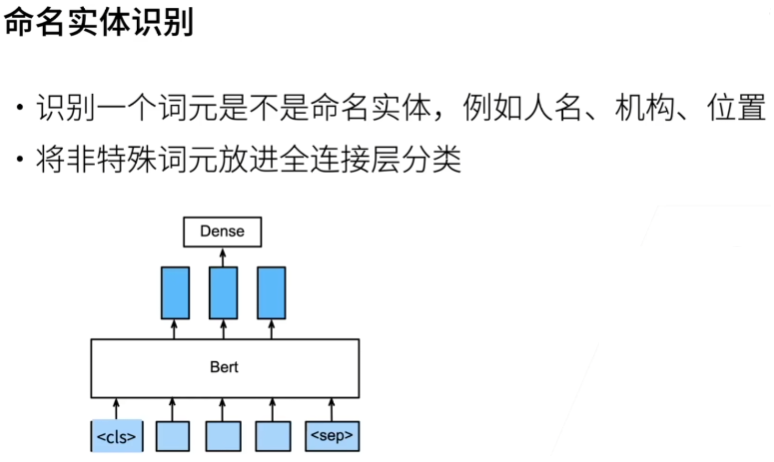 命名实体识别
• 识别一个词元是不是命名实体，例如人名、机构、位置
• 将非特殊词元放进全连接层分类
Dense
Bert
<cls>
<sep>